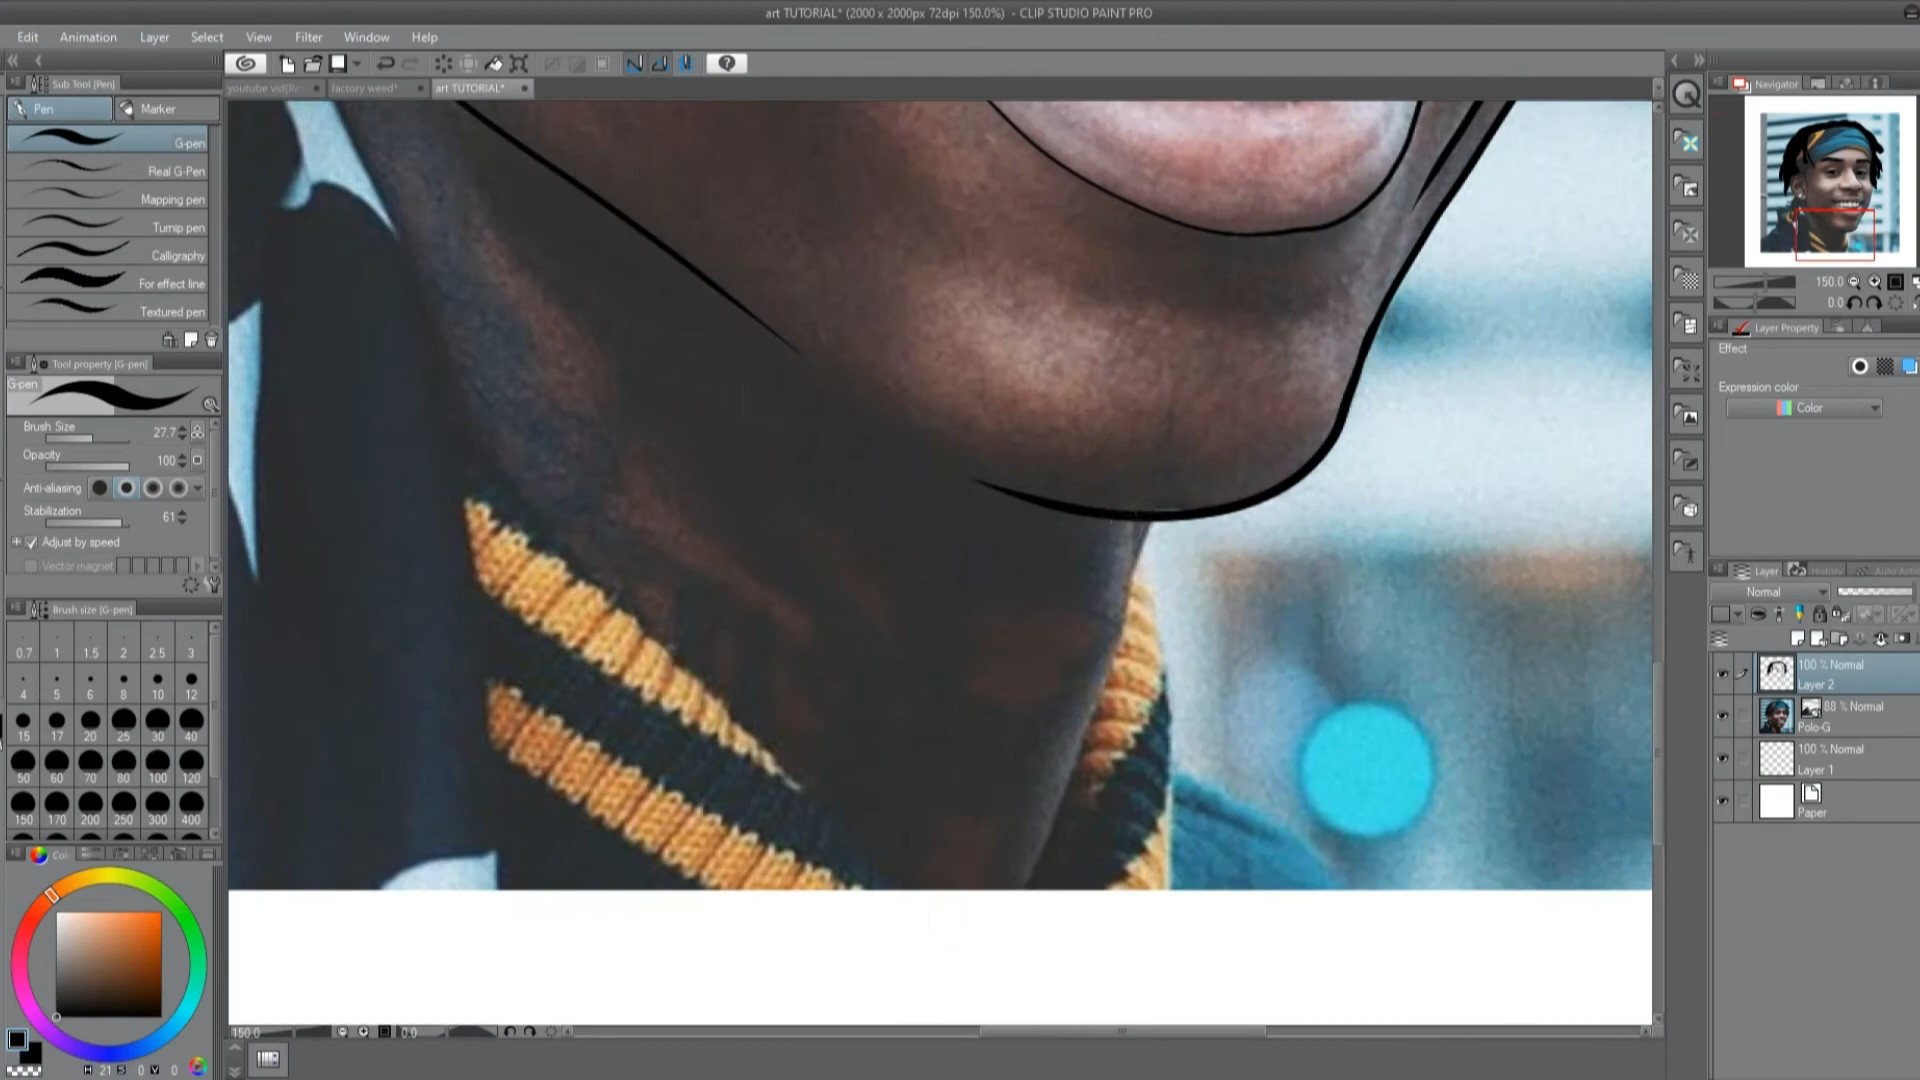 art TUTORIAL* (2000 x 2000px 72dpi 150.0%) - CLIP STUDIO PAINT PRO
Edit Animation Layer Select View Filter Window Help
Sub Tool [Pen]
youtube vid
factory weed*
art TUTORIAL*
Navigator
Pen
Marker
G-pen
Real G-Pen
Mapping pen
Turnip pen
Calligraphy
For effect line
Textured pen
150.0
0.0
Layer Property
Effect
Expression color
Color
Tool property [G-pen]
G-pen
Brush Size 27.7
Opacity 100
Anti-aliasing
Stabilization 61
Adjust by speed
Vector magnet
Layer History Auto
Normal
Brush size [G-pen]
0.7 1 1.5 2 2.5 3
4 5 6 8 10 12
15 17 20 25 30 40
50 60 70 80 100 120
150 170 200 250 300 400
100 % Normal
Layer 2
88 % Normal
Polo-G
100 % Normal
Layer 1
Paper
H 21 S 0 V 0
150.0
0.0